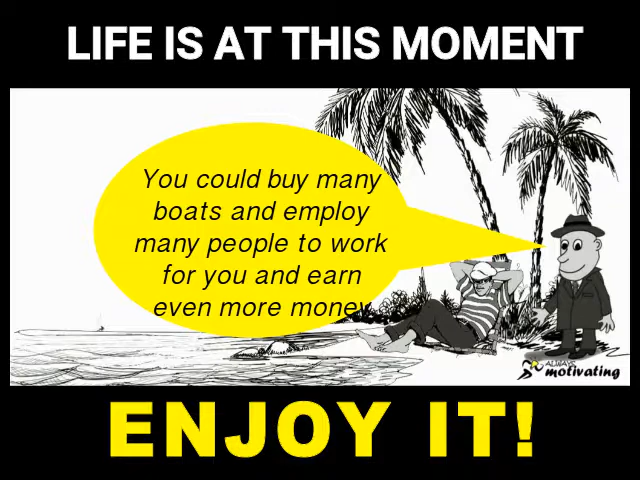 LIFE IS AT THIS MOMENT
You could buy many
boats and employ
many people to work
for you and earn
even more money
ALWAYS
motivating
ENJOY IT!